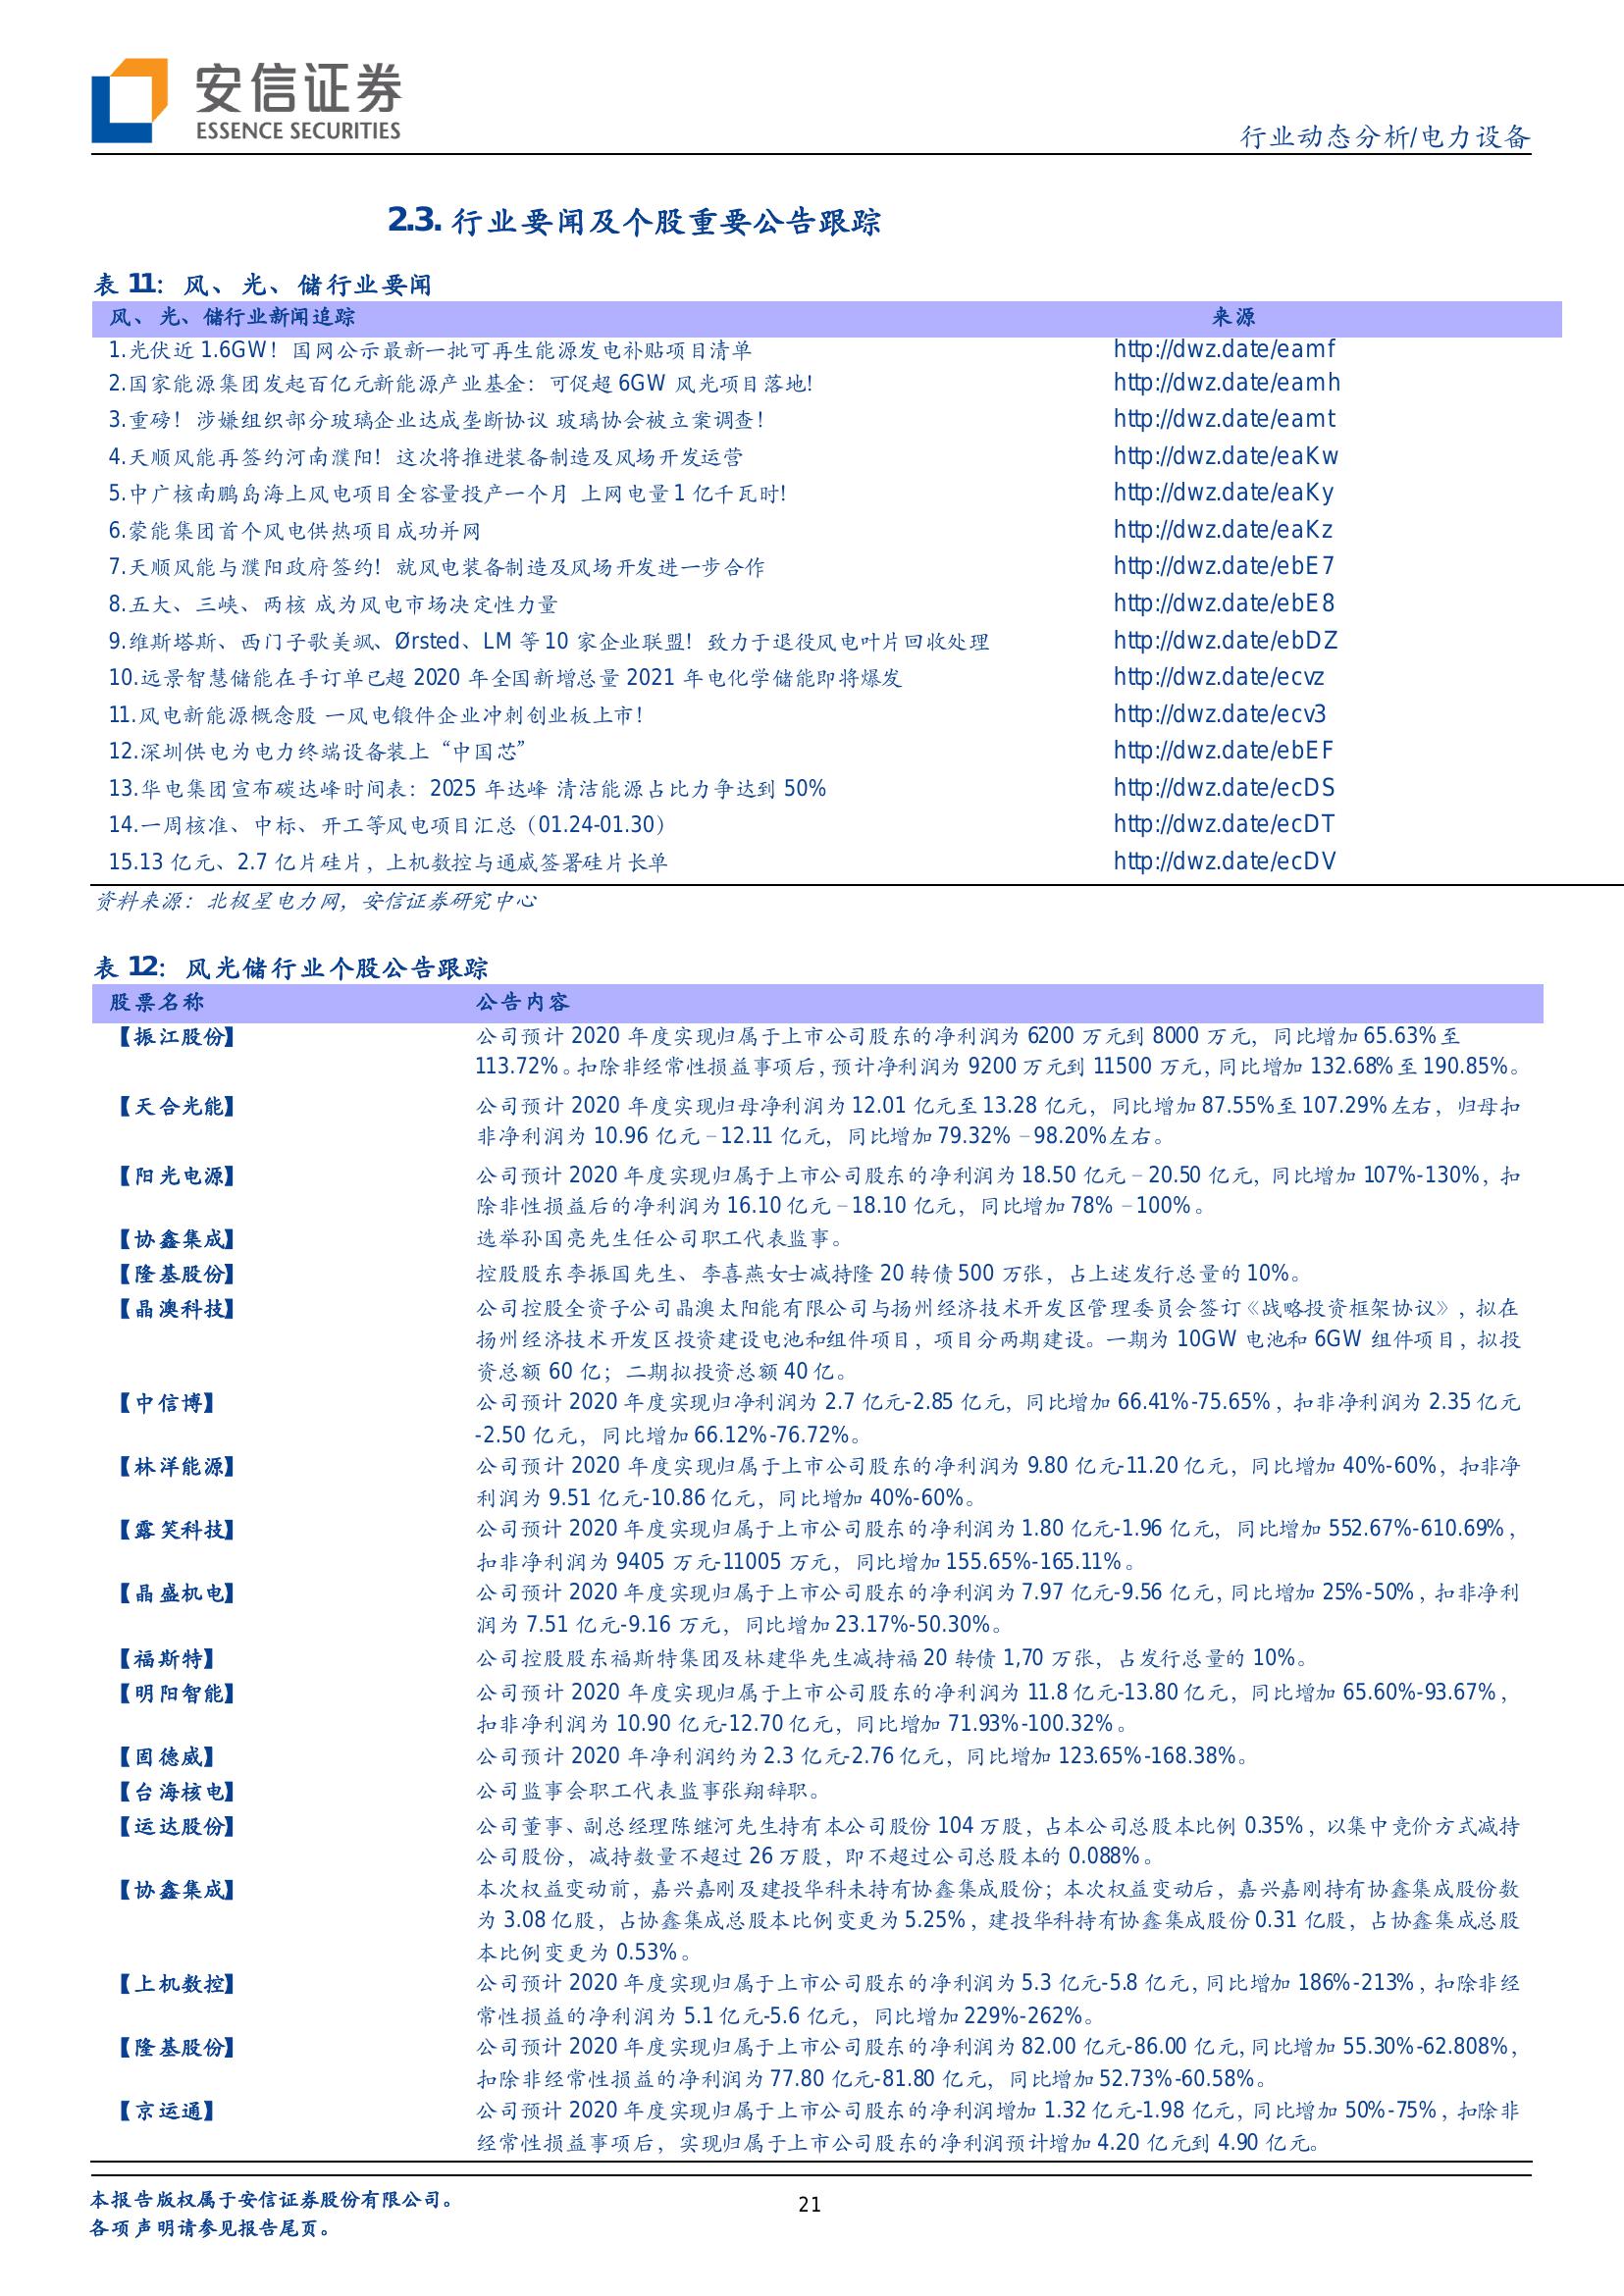 安信证券
ESSENCE SECURITIES
行业动态分析/电力设备
2.3. 行业要闻及个股重要公告跟踪
表 11：风、光、储行业要闻
风、光、储行业新闻追踪 来源
1.光伏近 1.6GW！国网公示最新一批可再生能源发电补贴项目清单 http://dwz.date/eamf
2.国家能源集团发起百亿元新能源产业基金：可促超 6GW 风光项目落地! http://dwz.date/eamh
3.重磅！涉嫌组织部分玻璃企业达成垄断协议 玻璃协会被立案调查! http://dwz.date/eamt
4.天顺风能再签约河南濮阳！这次将推进装备制造及风场开发运营 http://dwz.date/eaKw
5.中广核南鹏岛海上风电项目全容量投产一个月 上网电量 1 亿千瓦时! http://dwz.date/eaKy
6.蒙能集团首个风电供热项目成功并网 http://dwz.date/eaKz
7.天顺风能与濮阳政府签约！就风电装备制造及风场开发进一步合作 http://dwz.date/ebE7
8.五大、三峡、两核 成为风电市场决定性力量 http://dwz.date/ebE8
9.维斯塔斯、西门子歌美飒、Ørsted、LM 等 10 家企业联盟！致力于退役风电叶片回收处理 http://dwz.date/ebDZ
10.远景智慧储能在手订单已超 2020 年全国新增总量 2021 年电化学储能即将爆发 http://dwz.date/ecvz
11.风电新能源概念股 一风电锻件企业冲刺创业板上市! http://dwz.date/ecv3
12.深圳供电为电力终端设备装上“中国芯” http://dwz.date/ebEF
13.华电集团宣布碳达峰时间表：2025 年达峰 清洁能源占比力争达到 50% http://dwz.date/ecDS
14.一周核准、中标、开工等风电项目汇总（01.24-01.30） http://dwz.date/ecDT
15.13 亿元、2.7 亿片硅片，上机数控与通威签署硅片长单 http://dwz.date/ecDV
资料来源：北极星电力网，安信证券研究中心
表 12：风光储行业个股公告跟踪
股票名称 公告内容
【振江股份】 公司预计 2020 年度实现归属于上市公司股东的净利润为 6200 万元到 8000 万元，同比增加 65.63%至
113.72%。扣除非经常性损益事项后，预计净利润为 9200 万元到 11500 万元，同比增加 132.68%至 190.85%。
【天合光能】 公司预计 2020 年度实现归母净利润为 12.01 亿元至 13.28 亿元，同比增加 87.55%至 107.29%左右，归母扣
非净利润为 10.96 亿元 – 12.11 亿元，同比增加 79.32% – 98.20%左右。
【阳光电源】 公司预计 2020 年度实现归属于上市公司股东的净利润为 18.50 亿元 – 20.50 亿元，同比增加 107%-130%，扣
除非性损益后的净利润为 16.10 亿元 – 18.10 亿元，同比增加 78% – 100%。
【协鑫集成】 选举孙国亮先生任公司职工代表监事。
【隆基股份】 控股股东李振国先生、李喜燕女士减持隆 20 转债 500 万张，占上述发行总量的 10%。
【晶澳科技】 公司控股全资子公司晶澳太阳能有限公司与扬州经济技术开发区管理委员会签订《战略投资框架协议》，拟在
扬州经济技术开发区投资建设电池和组件项目，项目分两期建设。一期为 10GW 电池和 6GW 组件项目，拟投
资总额 60 亿；二期拟投资总额 40 亿。
【中信博】 公司预计 2020 年度实现归净利润为 2.7 亿元-2.85 亿元，同比增加 66.41%-75.65%，扣非净利润为 2.35 亿元
-2.50 亿元，同比增加 66.12%-76.72%。
【林洋能源】 公司预计 2020 年度实现归属于上市公司股东的净利润为 9.80 亿元-11.20 亿元，同比增加 40%-60%，扣非净
利润为 9.51 亿元-10.86 亿元，同比增加 40%-60%。
【露笑科技】 公司预计 2020 年度实现归属于上市公司股东的净利润为 1.80 亿元-1.96 亿元，同比增加 552.67%-610.69%，
扣非净利润为 9405 万元-11005 万元，同比增加 155.65%-165.11%。
【晶盛机电】 公司预计 2020 年度实现归属于上市公司股东的净利润为 7.97 亿元-9.56 亿元，同比增加 25%-50%，扣非净利
润为 7.51 亿元-9.16 万元，同比增加 23.17%-50.30%。
【福斯特】 公司控股股东福斯特集团及林建华先生减持福 20 转债 1,70 万张，占发行总量的 10%。
【明阳智能】 公司预计 2020 年度实现归属于上市公司股东的净利润为 11.8 亿元-13.80 亿元，同比增加 65.60%-93.67%，
扣非净利润为 10.90 亿元-12.70 亿元，同比增加 71.93%-100.32%。
【固德威】 公司预计 2020 年净利润约为 2.3 亿元-2.76 亿元，同比增加 123.65%-168.38%。
【台海核电】 公司监事会职工代表监事张翔辞职。
【运达股份】 公司董事、副总经理陈继河先生持有本公司股份 104 万股，占本公司总股本比例 0.35%，以集中竞价方式减持
公司股份，减持数量不超过 26 万股，即不超过公司总股本的 0.088%。
【协鑫集成】 本次权益变动前，嘉兴嘉刚及建投华科未持有协鑫集成股份；本次权益变动后，嘉兴嘉刚持有协鑫集成股份数
为 3.08 亿股，占协鑫集成总股本比例变更为 5.25%，建投华科持有协鑫集成股份 0.31 亿股，占协鑫集成总股
本比例变更为 0.53%。
【上机数控】 公司预计 2020 年度实现归属于上市公司股东的净利润为 5.3 亿元-5.8 亿元，同比增加 186%-213%，扣除非经
常性损益的净利润为 5.1 亿元-5.6 亿元，同比增加 229%-262%。
【隆基股份】 公司预计 2020 年度实现归属于上市公司股东的净利润为 82.00 亿元-86.00 亿元，同比增加 55.30%-62.808%，
扣除非经常性损益的净利润为 77.80 亿元-81.80 亿元，同比增加 52.73%-60.58%。
【京运通】 公司预计 2020 年度实现归属于上市公司股东的净利润增加 1.32 亿元-1.98 亿元，同比增加 50%-75%，扣除非
经常性损益事项后，实现归属于上市公司股东的净利润预计增加 4.20 亿元到 4.90 亿元。
本报告版权属于安信证券股份有限公司。
各项声明请参见报告尾页。
21